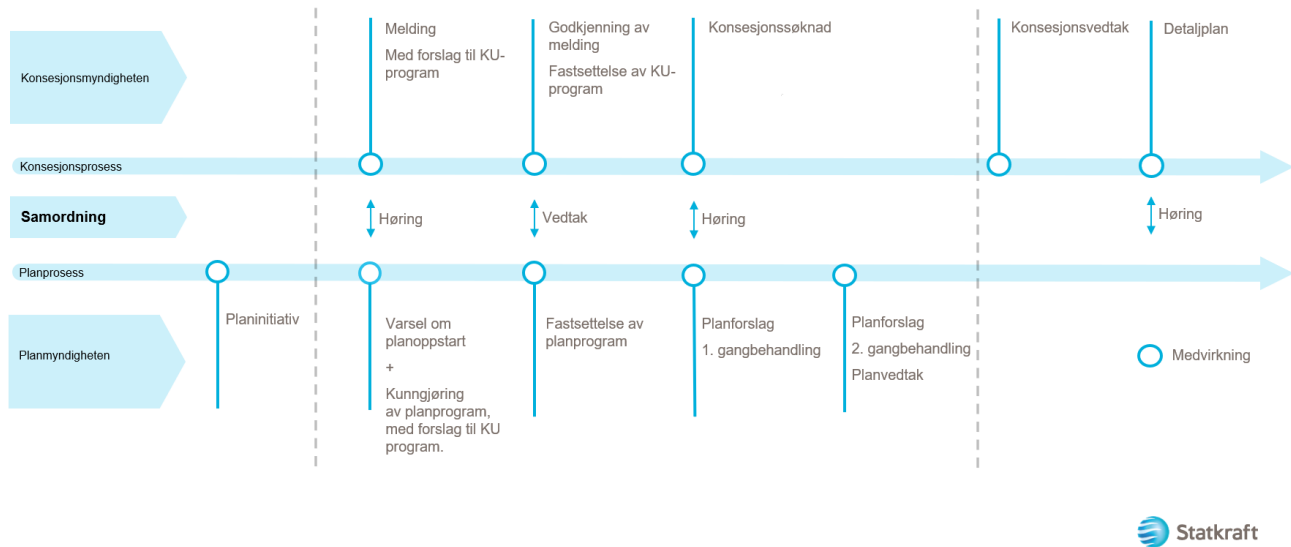 Konsesjonsmyndigheten
Melding
Med forslag til KU-
program
Godkjenning av
melding
Fastsettelse av KU-
program
Konsesjonssøknad
Konsesjonsvedtak
Detaljplan
Konsesjonsprosess
Samordning
Høring
Vedtak
Høring
Høring
Planprosess
Planmyndigheten
Planinitiativ
Varsel om
planoppstart
+
Kunngjøring
av planprogram,
med forslag til KU
program.
Fastsettelse av
planprogram
Planforslag
1. gangbehandling
Planforslag
2. gangbehandling
Planvedtak
Medvirkning
Statkraft